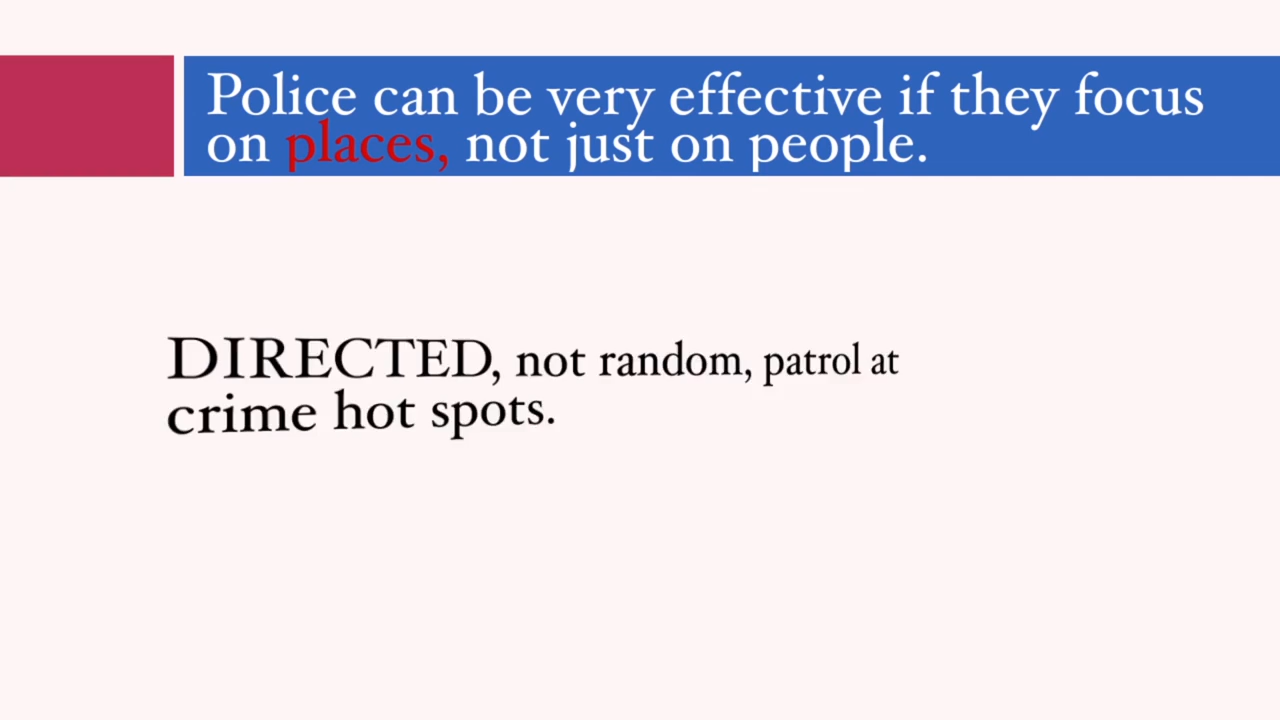 Police can be very effective if they focus
on places, not just on people.
DIRECTED, not random, patrol at
crime hot spots.